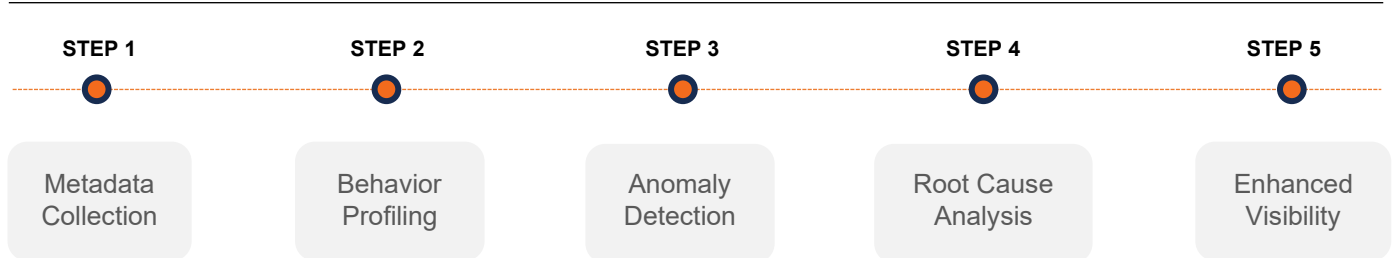 STEP 1
STEP 2
STEP 3
STEP 4
STEP 5
Metadata
Collection
Behavior
Profiling
Anomaly
Detection
Root Cause
Analysis
Enhanced
Visibility